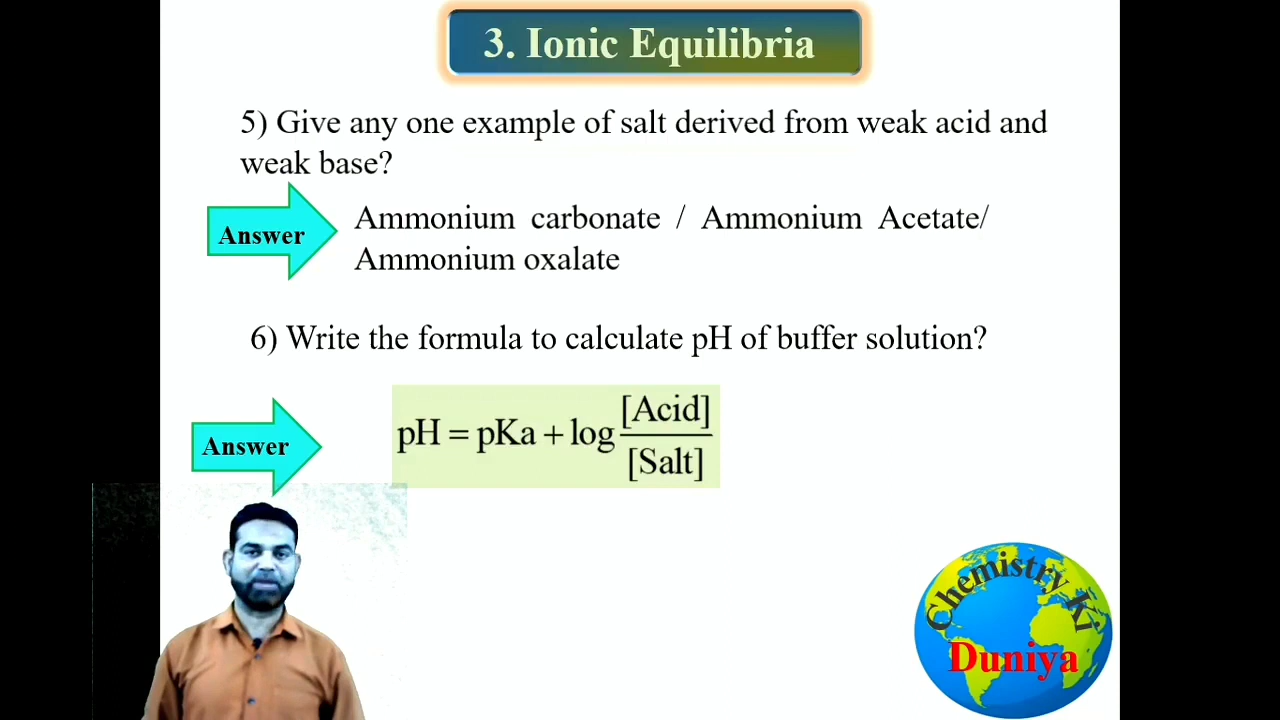 3. Ionic Equilibria
5) Give any one example of salt derived from weak acid and
weak base?
Answer
Ammonium carbonate / Ammonium Acetate/
Ammonium oxalate
6) Write the formula to calculate pH of buffer solution?
Answer
pH = pKa + log [Acid] / [Salt]
Chemistry Ki
Duniya